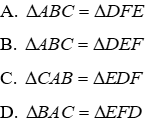 A. ΔABC = ΔDFE
B. ΔABC = ΔDEF
C. ΔCAB = ΔEDF
D. ΔBAC = ΔEFD